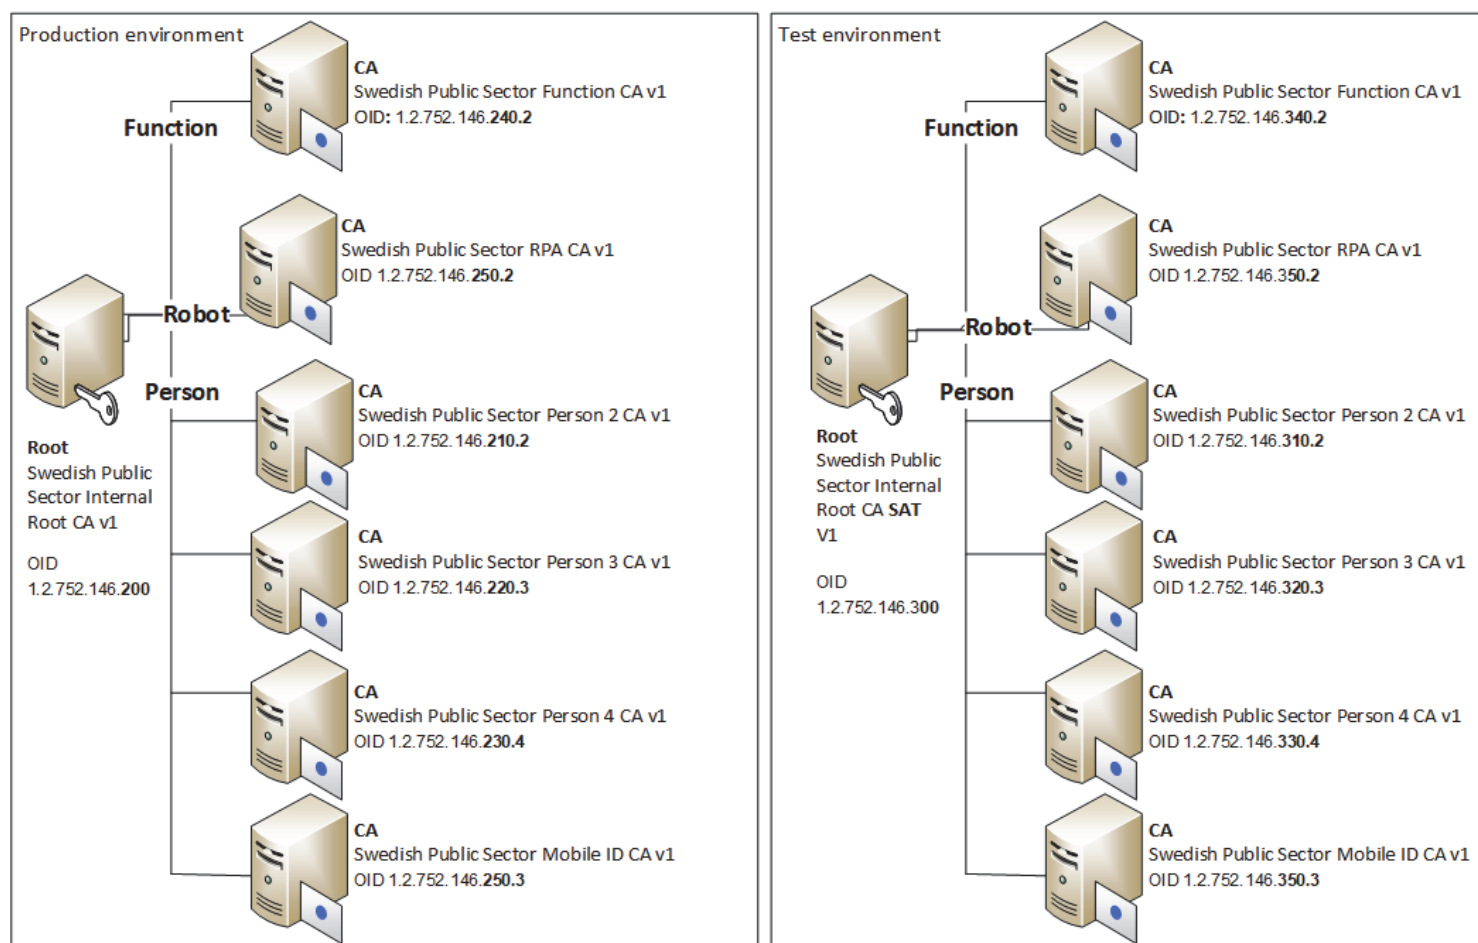 Production environment
CA
Swedish Public Sector Function CA v1
OID: 1.2.752.146.240.2
Function
CA
Swedish Public Sector RPA CA v1
OID 1.2.752.146.250.2
Robot
Person
CA
Swedish Public Sector Person 2 CA v1
OID 1.2.752.146.210.2
Root
Swedish Public
Sector Internal
Root CA v1
OID
1.2.752.146.200
CA
Swedish Public Sector Person 3 CA v1
OID 1.2.752.146.220.3
CA
Swedish Public Sector Person 4 CA v1
OID 1.2.752.146.230.4
CA
Swedish Public Sector Mobile ID CA v1
OID 1.2.752.146.250.3
Test environment
CA
Swedish Public Sector Function CA v1
OID: 1.2.752.146.340.2
Function
CA
Swedish Public Sector RPA CA v1
OID 1.2.752.146.350.2
Robot
Person
CA
Swedish Public Sector Person 2 CA v1
OID 1.2.752.146.310.2
Root
Swedish Public
Sector Internal
Root CA SAT
V1
OID
1.2.752.146.300
CA
Swedish Public Sector Person 3 CA v1
OID 1.2.752.146.320.3
CA
Swedish Public Sector Person 4 CA v1
OID 1.2.752.146.330.4
CA
Swedish Public Sector Mobile ID CA v1
OID 1.2.752.146.350.3